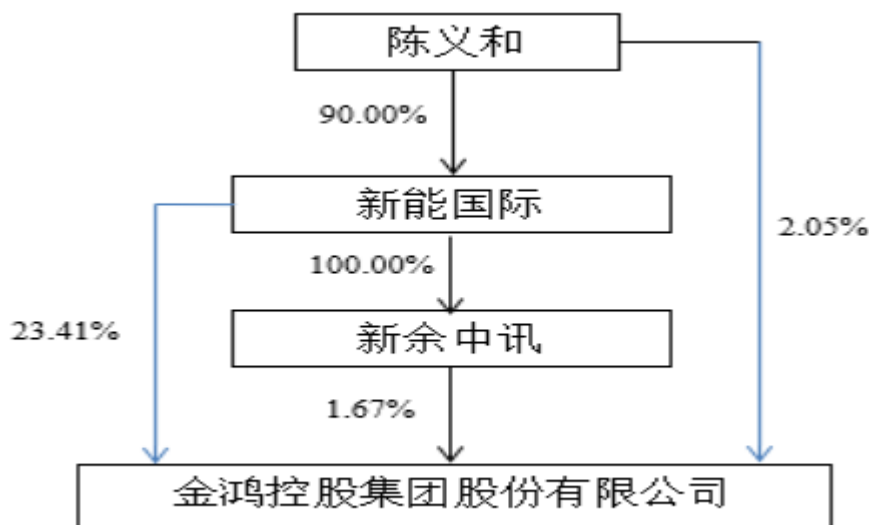 陈义和
90.00%
新能国际
2.05%
100.00%
23.41%
新余中讯
1.67%
金鸿控股集团股份有限公司